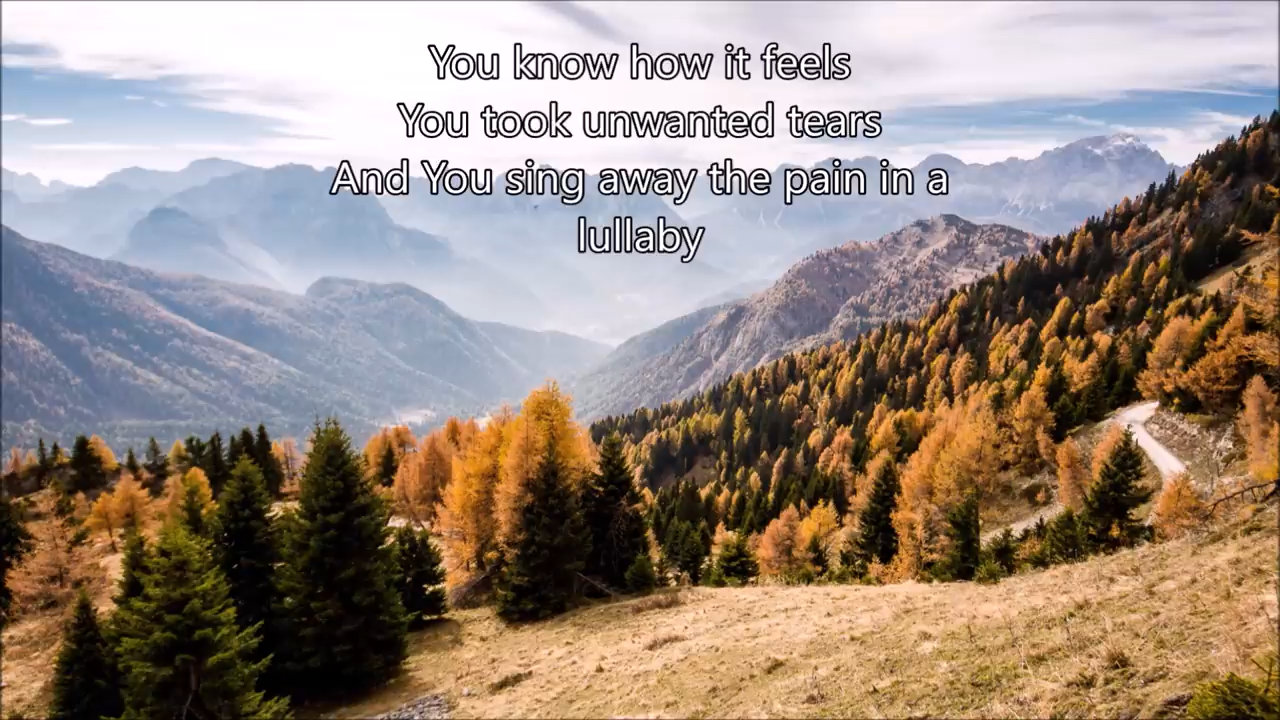 You know how it feels
You took unwanted tears
And You sing away the pain in a
lullaby